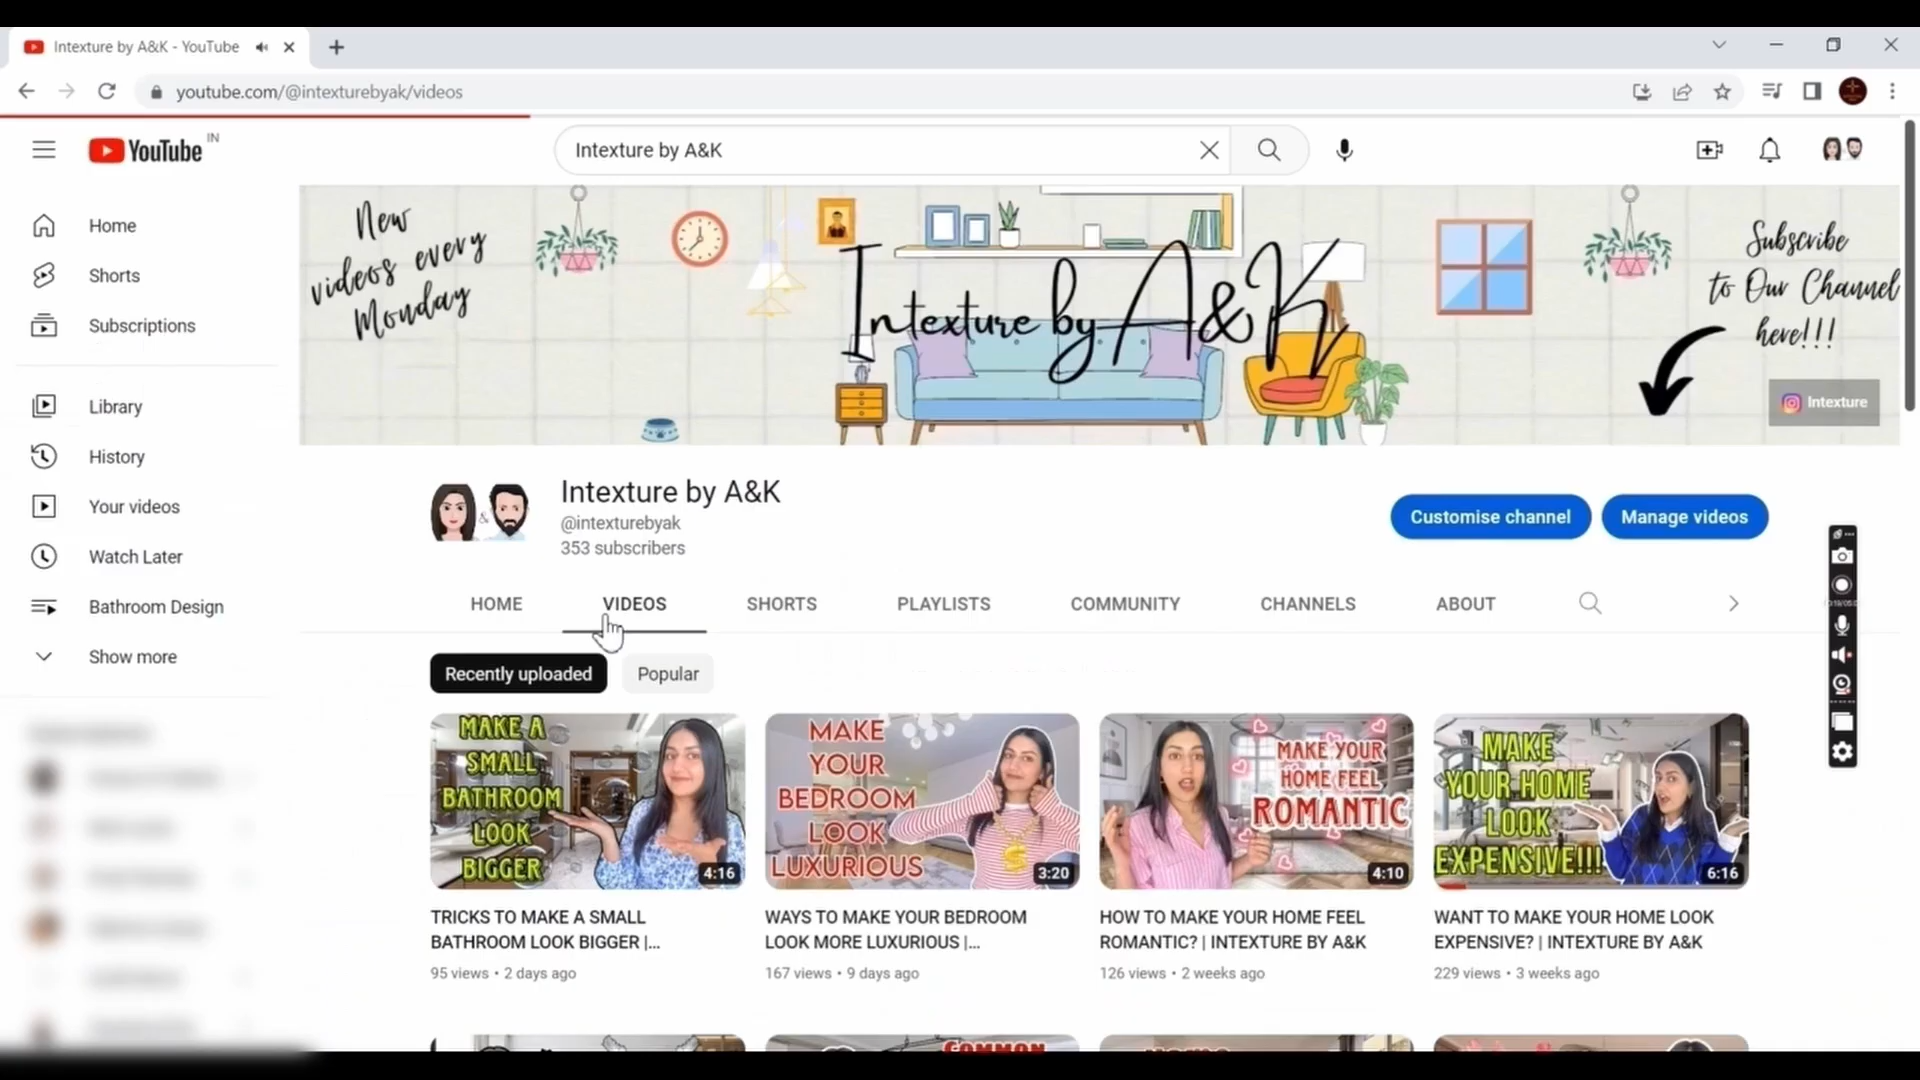 Intexture by A&K - YouTube
youtube.com/@intexturebyak/videos
YouTube
IN
Intexture by A&K
Home
Shorts
Subscriptions
Library
History
Your videos
Watch Later
Bathroom Design
Show more
New
videos every
Monday
Intexture by A&K
Subscribe
to Our Channel
here!!!
Intexture
Intexture by A&K
@intexturebyak
353 subscribers
Customise channel
Manage videos
HOME
VIDEOS
SHORTS
PLAYLISTS
COMMUNITY
CHANNELS
ABOUT
Recently uploaded
Popular
MAKE A
SMALL
BATHROOM
LOOK
BIGGER
4:16
MAKE
YOUR
BEDROOM
LOOK
LUXURIOUS
3:20
MAKE YOUR
HOME FEEL
ROMANTIC
4:10
MAKE
YOUR HOME
LOOK
EXPENSIVE!!!
6:16
TRICKS TO MAKE A SMALL
BATHROOM LOOK BIGGER |...
95 views • 2 days ago
WAYS TO MAKE YOUR BEDROOM
LOOK MORE LUXURIOUS |...
167 views • 9 days ago
HOW TO MAKE YOUR HOME FEEL
ROMANTIC? | INTEXTURE BY A&K
126 views • 2 weeks ago
WANT TO MAKE YOUR HOME LOOK
EXPENSIVE? | INTEXTURE BY A&K
229 views • 3 weeks ago
COMMON